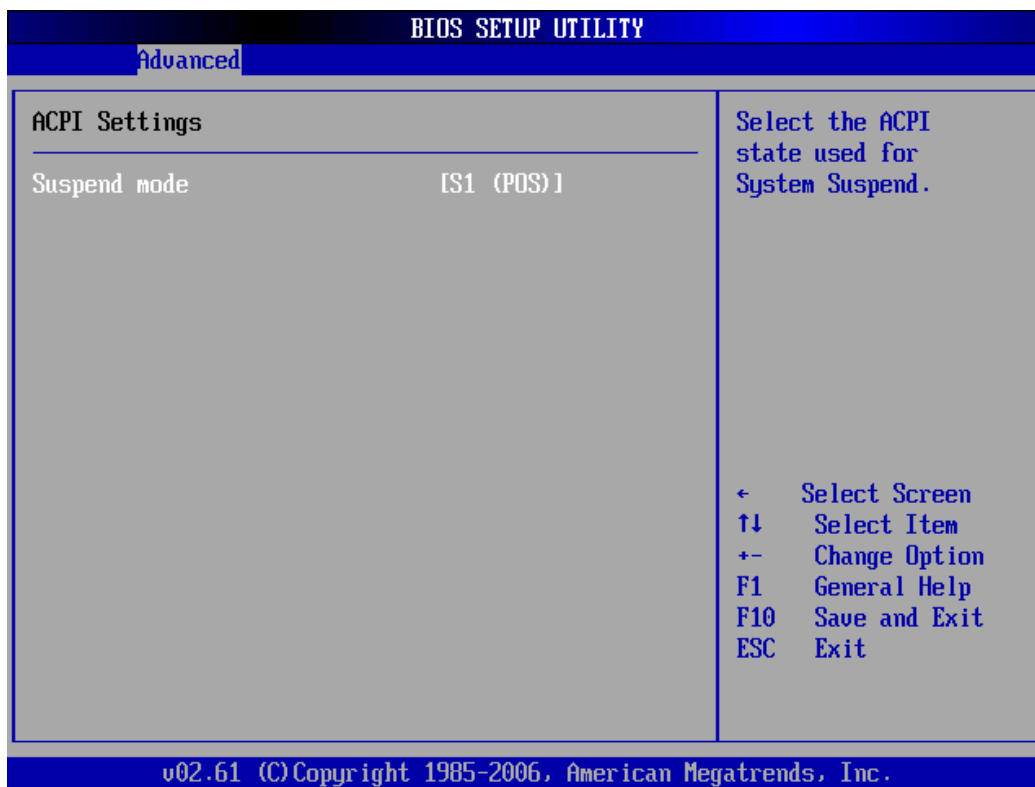 BIOS SETUP UTILITY
Advanced
ACPI Settings
Suspend mode [S1 (POS)]
Select the ACPI
state used for
System Suspend.
← Select Screen
↑↓ Select Item
+- Change Option
F1 General Help
F10 Save and Exit
ESC Exit
v02.61 (C)Copyright 1985-2006, American Megatrends, Inc.